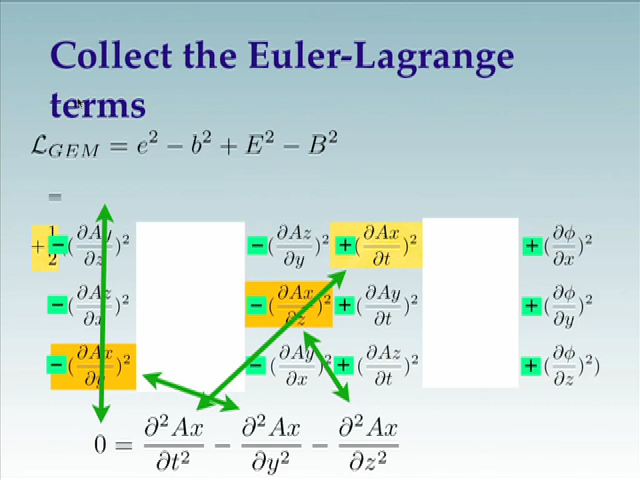 Collect the Euler-Lagrange
terms
ℒ_GEM = e² − b² + E² − B²
=
+ 1/2 −(∂Ay/∂z)² −(∂Az/∂y)² +(∂Ax/∂t)² +(∂ϕ/∂x)²
−(∂Az/∂x)² −(∂Ax/∂z)² +(∂Ay/∂t)² +(∂ϕ/∂y)²
−(∂Ax/∂y)² −(∂Ay/∂x)² +(∂Az/∂t)² +(∂ϕ/∂z)²)
0 = ∂²Ax/∂t² − ∂²Ax/∂y² − ∂²Ax/∂z²